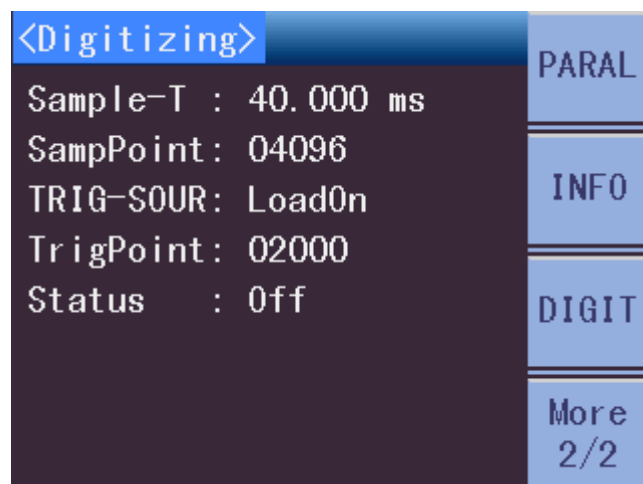 <Digitizing>
Sample-T : 40.000 ms
SampPoint: 04096
TRIG-SOUR: LoadOn
TrigPoint: 02000
Status : Off
PARAL
INFO
DIGIT
More
2/2